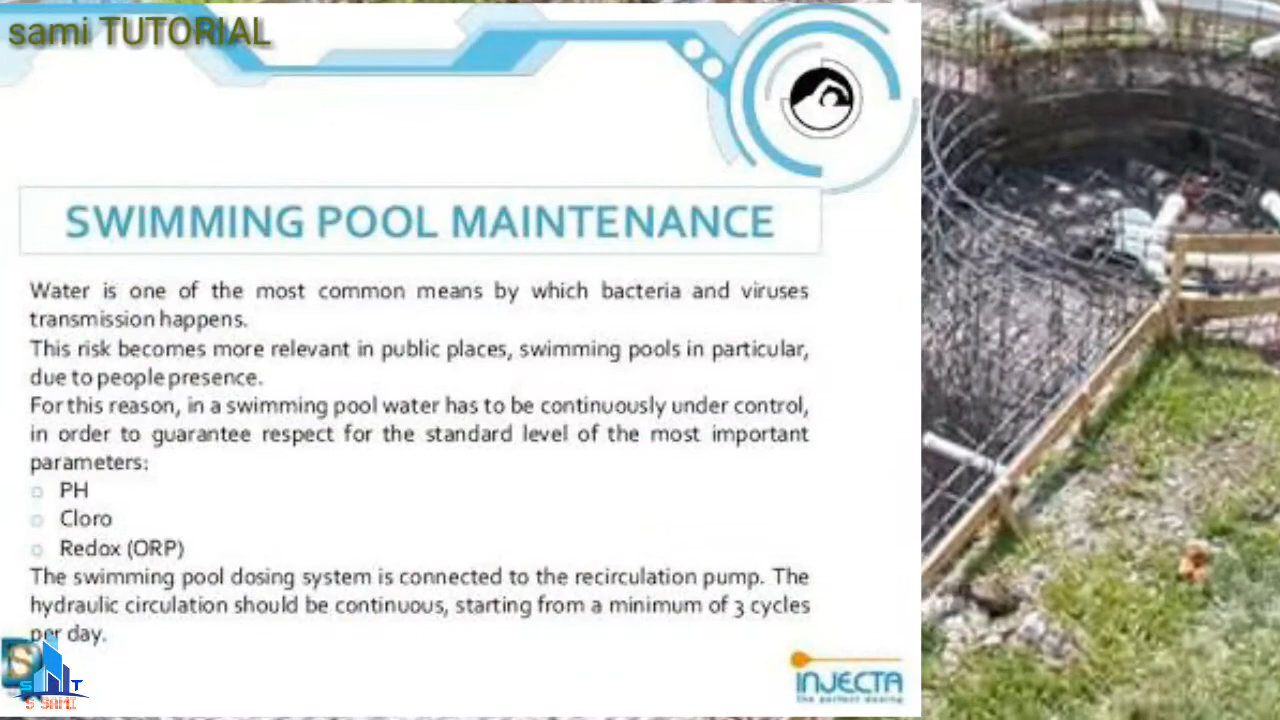 sami TUTORIAL
SWIMMING POOL MAINTENANCE
Water is one of the most common means by which bacteria and viruses
transmission happens.
This risk becomes more relevant in public places, swimming pools in particular,
due to people presence.
For this reason, in a swimming pool water has to be continuously under control,
in order to guarantee respect for the standard level of the most important
parameters:
PH
Cloro
Redox (ORP)
The swimming pool dosing system is connected to the recirculation pump. The
hydraulic circulation should be continuous, starting from a minimum of 3 cycles
per day.
S
S T
S SAMI
INJECTA
the perfect dosing